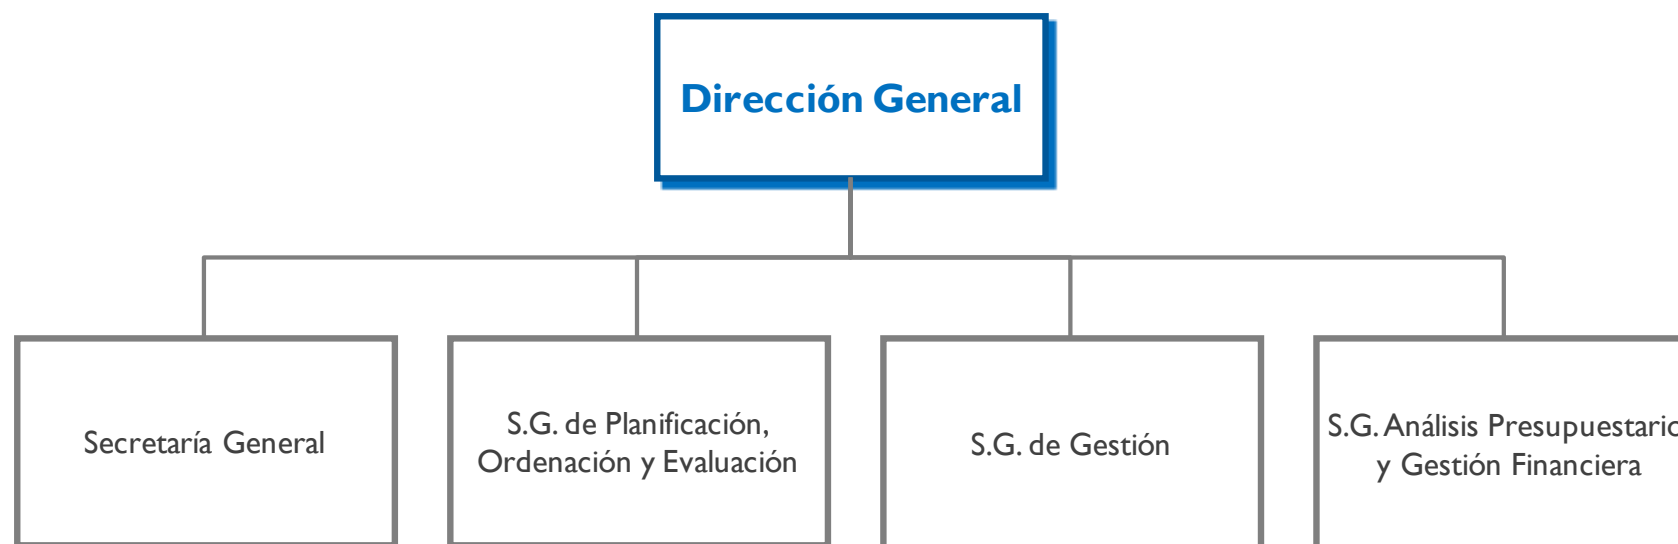 Dirección General
Secretaría General
S.G. de Planificación,
Ordenación y Evaluación
S.G. de Gestión
S.G. Análisis Presupuestario
y Gestión Financiera